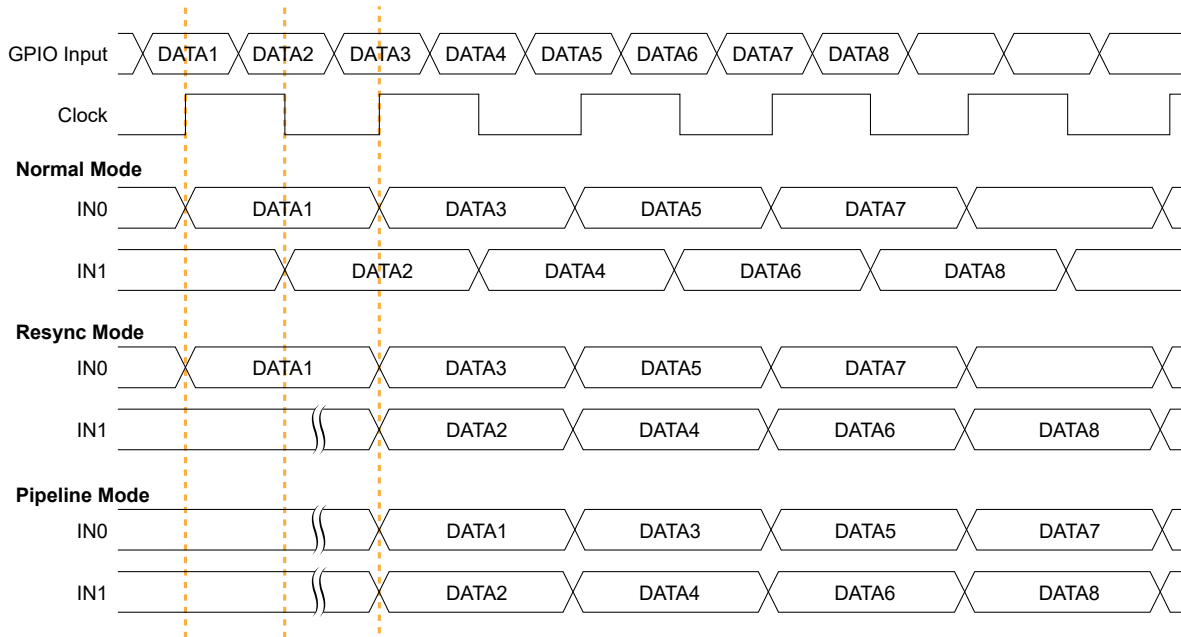 GPIO Input DATA1 DATA2 DATA3 DATA4 DATA5 DATA6 DATA7 DATA8
Clock
Normal Mode
IN0 DATA1 DATA3 DATA5 DATA7
IN1 DATA2 DATA4 DATA6 DATA8
Resync Mode
IN0 DATA1 DATA3 DATA5 DATA7
IN1 DATA2 DATA4 DATA6 DATA8
Pipeline Mode
IN0 DATA1 DATA3 DATA5 DATA7
IN1 DATA2 DATA4 DATA6 DATA8